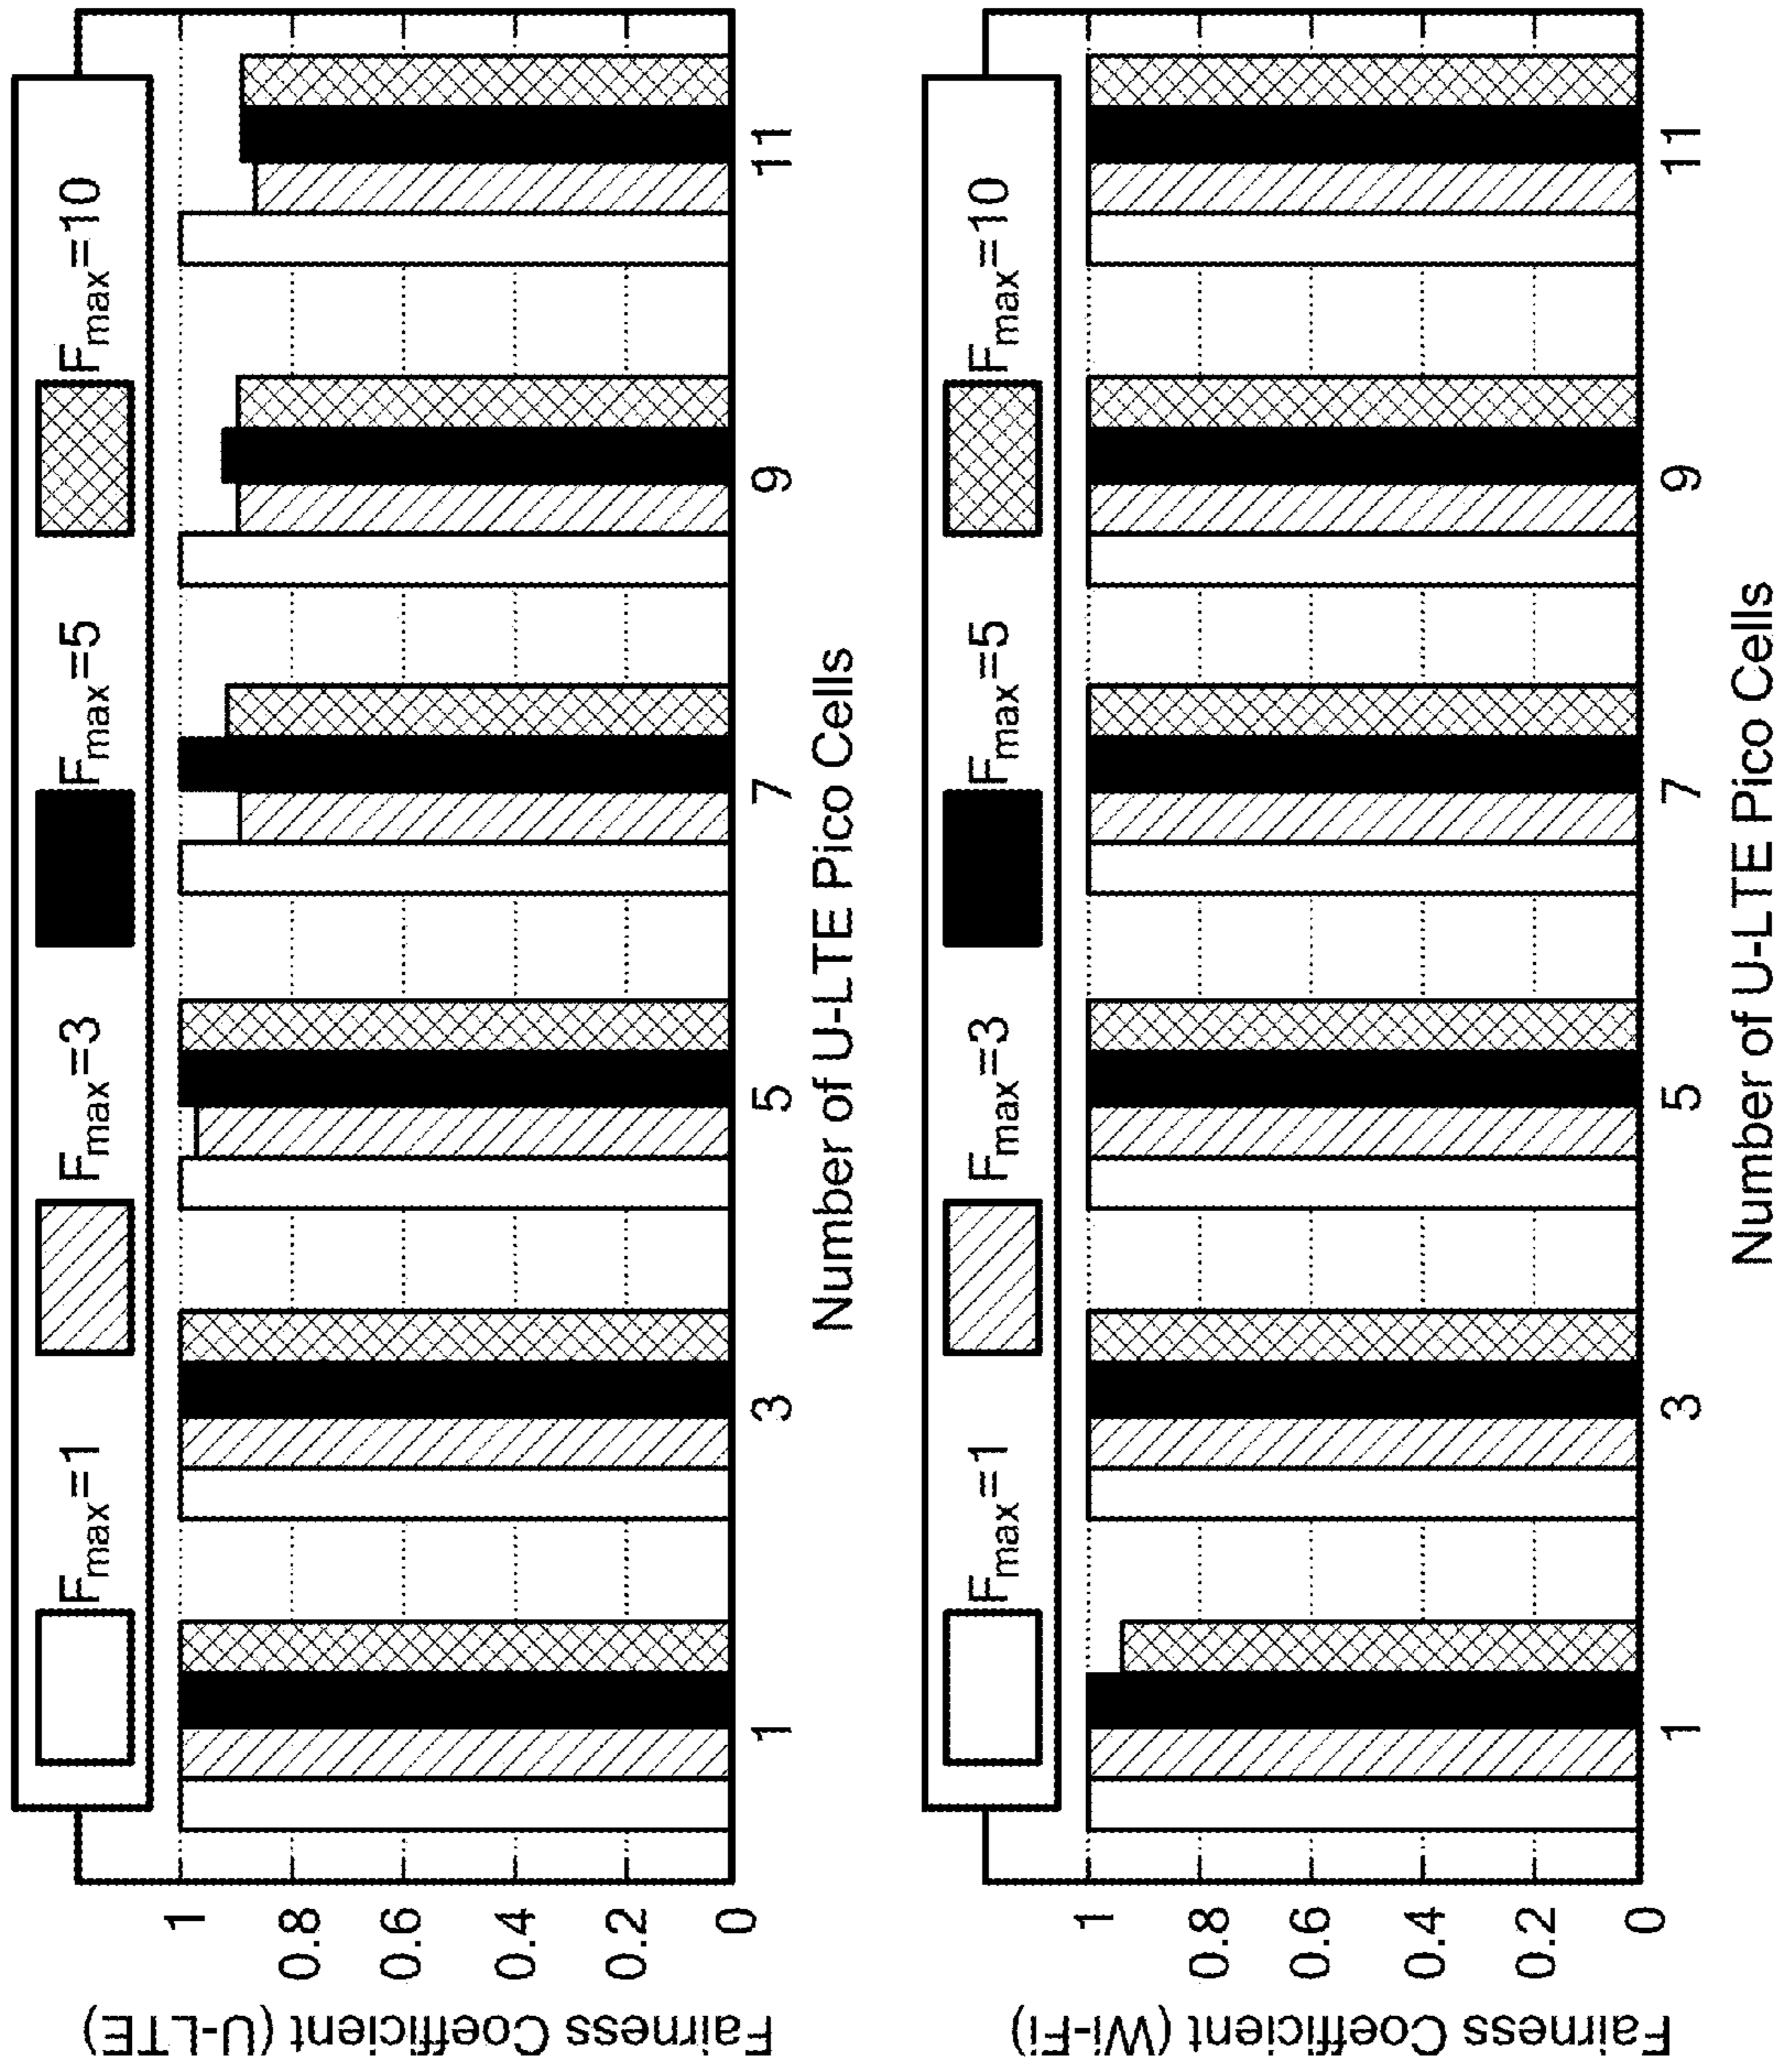 F_max=1 F_max=3 F_max=5 F_max=10
Fairness Coefficient (U-LTE)
1
0.8
0.6
0.4
0.2
0
1 3 5 7 9 11
Number of U-LTE Pico Cells
F_max=1 F_max=3 F_max=5 F_max=10
Fairness Coefficient (Wi-Fi)
1
0.8
0.6
0.4
0.2
0
1 3 5 7 9 11
Number of U-LTE Pico Cells